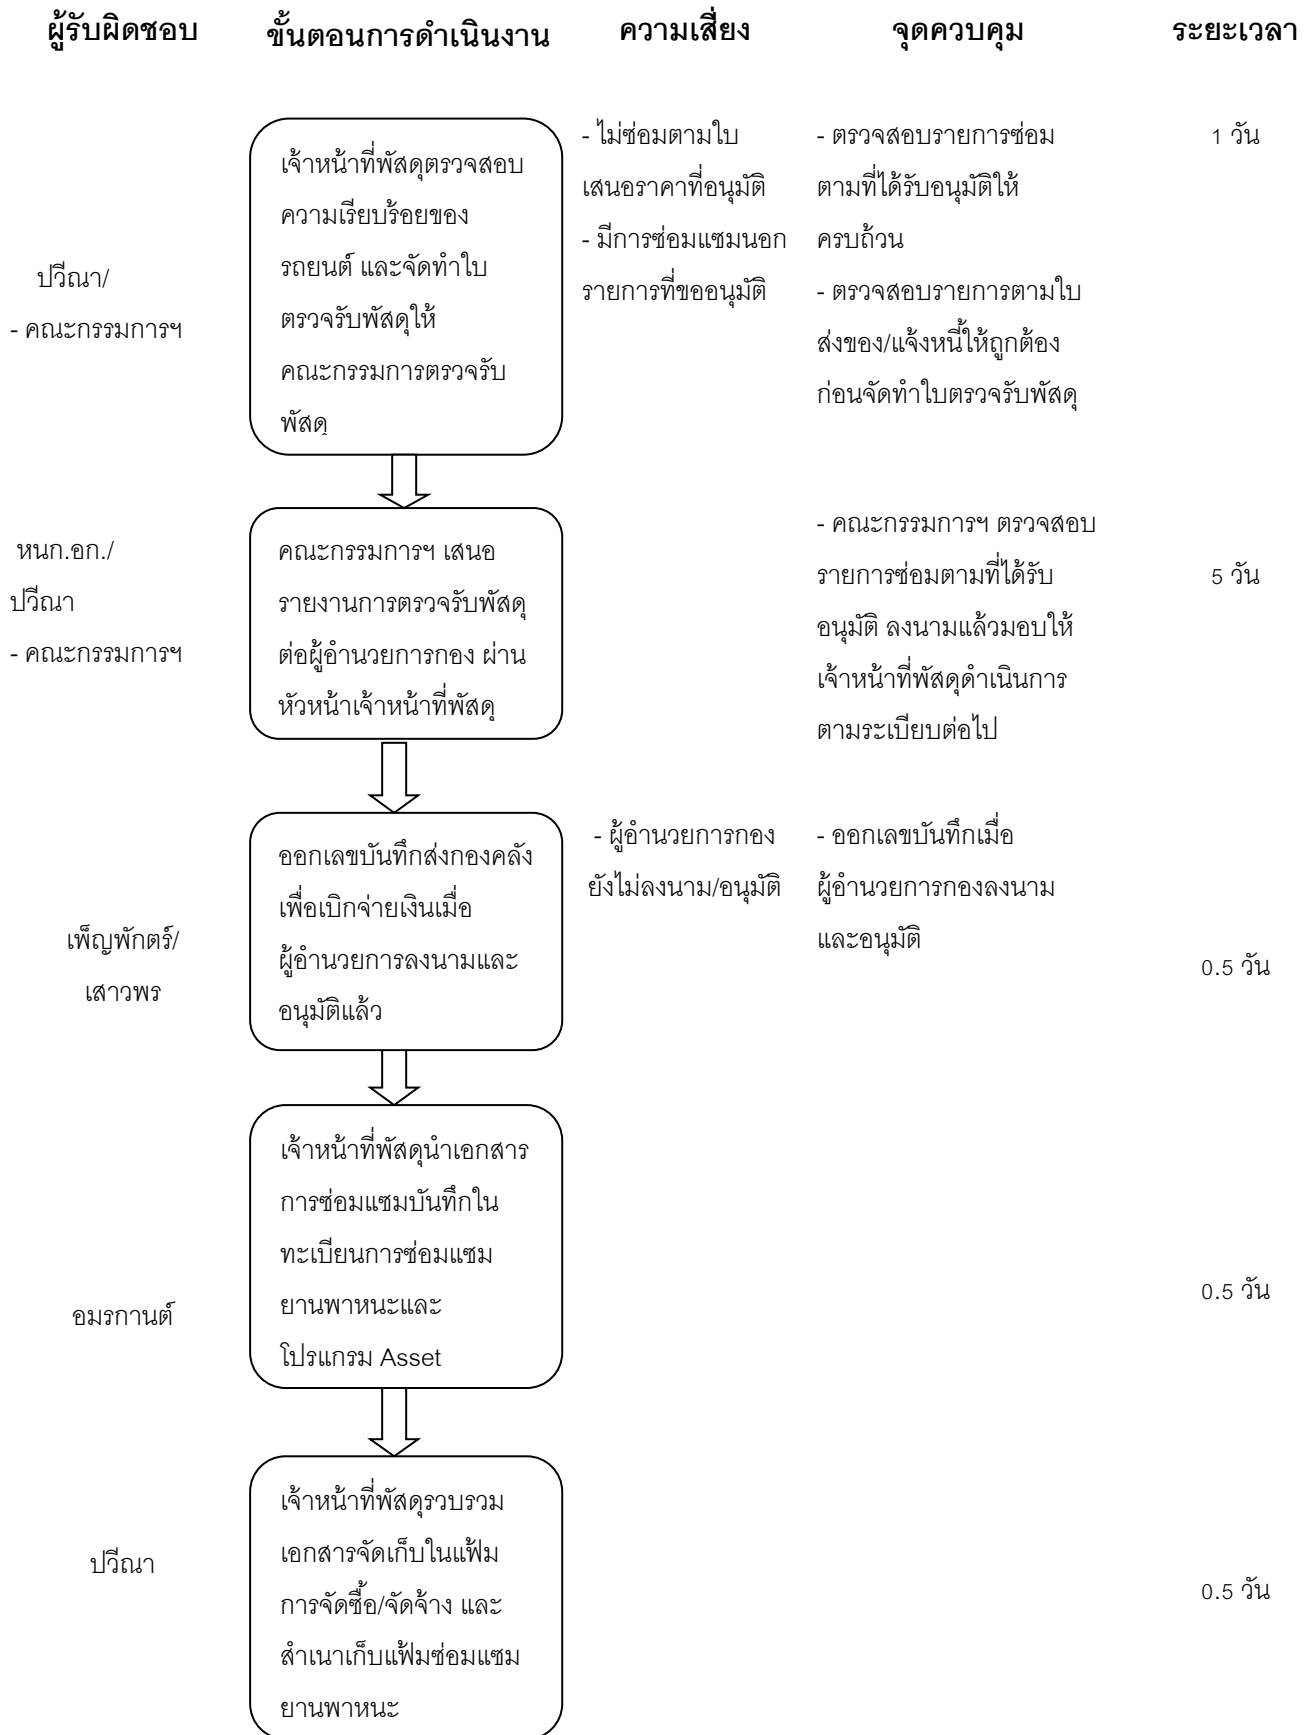 ผู้รับผิดชอบ ขั้นตอนการดำเนินงาน ความเสี่ยง จุดควบคุม ระยะเวลา
ปวีณา/
- คณะกรรมการฯ
เจ้าหน้าที่พัสดุตรวจสอบ
ความเรียบร้อยของ
รถยนต์ และจัดทำใบ
ตรวจรับพัสดุให้
คณะกรรมการตรวจรับ
พัสดุ
- ไม่ซ่อมตามใบ
เสนอราคาที่อนุมัติ
- มีการซ่อมแซมนอก
รายการที่ขออนุมัติ
- ตรวจสอบรายการซ่อม
ตามที่ได้รับอนุมัติให้
ครบถ้วน
- ตรวจสอบรายการตามใบ
ส่งของ/แจ้งหนี้ให้ถูกต้อง
ก่อนจัดทำใบตรวจรับพัสดุ
1 วัน
หนก.อก./
ปวีณา
- คณะกรรมการฯ
คณะกรรมการฯ เสนอ
รายงานการตรวจรับพัสดุ
ต่อผู้อำนวยการกอง ผ่าน
หัวหน้าเจ้าหน้าที่พัสดุ
- คณะกรรมการฯ ตรวจสอบ
รายการซ่อมตามที่ได้รับ
อนุมัติ ลงนามแล้วมอบให้
เจ้าหน้าที่พัสดุดำเนินการ
ตามระเบียบต่อไป
5 วัน
เพ็ญพักตร์/
เสาวพร
ออกเลขบันทึกส่งกองคลัง
เพื่อเบิกจ่ายเงินเมื่อ
ผู้อำนวยการลงนามและ
อนุมัติแล้ว
- ผู้อำนวยการกอง
ยังไม่ลงนาม/อนุมัติ
- ออกเลขบันทึกเมื่อ
ผู้อำนวยการกองลงนาม
และอนุมัติ
0.5 วัน
อมรกานต์
เจ้าหน้าที่พัสดุนำเอกสาร
การซ่อมแซมบันทึกใน
ทะเบียนการซ่อมแซม
ยานพาหนะและ
โปรแกรม Asset
0.5 วัน
ปวีณา
เจ้าหน้าที่พัสดุรวบรวม
เอกสารจัดเก็บในแฟ้ม
การจัดซื้อ/จัดจ้าง และ
สำเนาเก็บแฟ้มซ่อมแซม
ยานพาหนะ
0.5 วัน